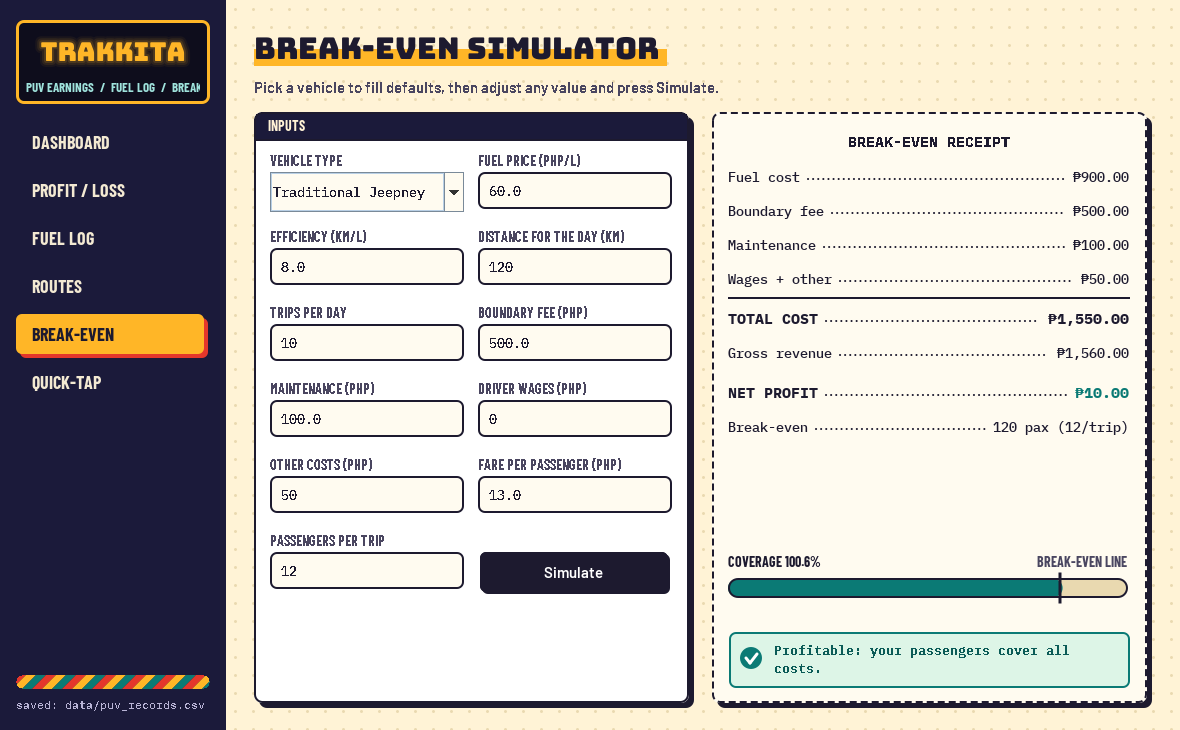 TRAKKITA
PUV EARNINGS / FUEL LOG / BREAK
DASHBOARD
PROFIT / LOSS
FUEL LOG
ROUTES
BREAK-EVEN
QUICK-TAP
saved: data/puv_records.csv
BREAK-EVEN SIMULATOR
Pick a vehicle to fill defaults, then adjust any value and press Simulate.
INPUTS
VEHICLE TYPE
Traditional Jeepney
FUEL PRICE (PHP/L)
60.0
EFFICIENCY (KM/L)
8.0
DISTANCE FOR THE DAY (KM)
120
TRIPS PER DAY
10
BOUNDARY FEE (PHP)
500.0
MAINTENANCE (PHP)
100.0
DRIVER WAGES (PHP)
0
OTHER COSTS (PHP)
50
FARE PER PASSENGER (PHP)
13.0
PASSENGERS PER TRIP
12
Simulate
BREAK-EVEN RECEIPT
Fuel cost ₱900.00
Boundary fee ₱500.00
Maintenance ₱100.00
Wages + other ₱50.00
TOTAL COST ₱1,550.00
Gross revenue ₱1,560.00
NET PROFIT ₱10.00
Break-even 120 pax (12/trip)
COVERAGE 100.6% BREAK-EVEN LINE
Profitable: your passengers cover all
costs.